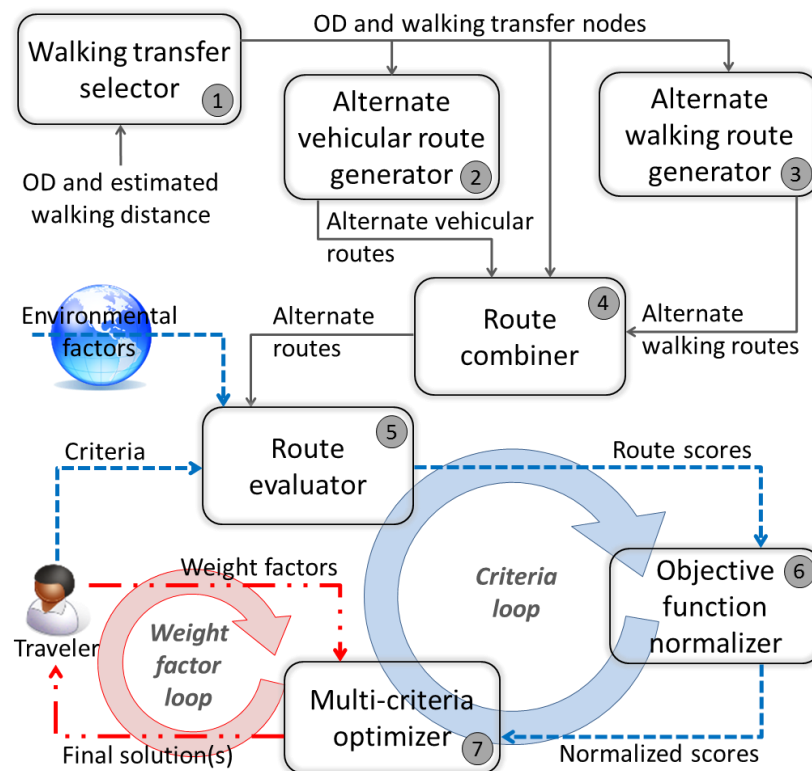 OD and walking transfer nodes
Walking transfer
selector
1
Alternate
vehicular route
generator
2
Alternate
walking route
generator
3
OD and estimated
walking distance
Alternate vehicular
routes
4
Route
combiner
Environmental
factors
Alternate
routes
Alternate
walking routes
5
Route
evaluator
Criteria
Route scores
Weight factors
Criteria
loop
6
Objective
function
normalizer
Traveler
Weight
factor
loop
Multi-criteria
optimizer
7
Final solution(s)
Normalized scores